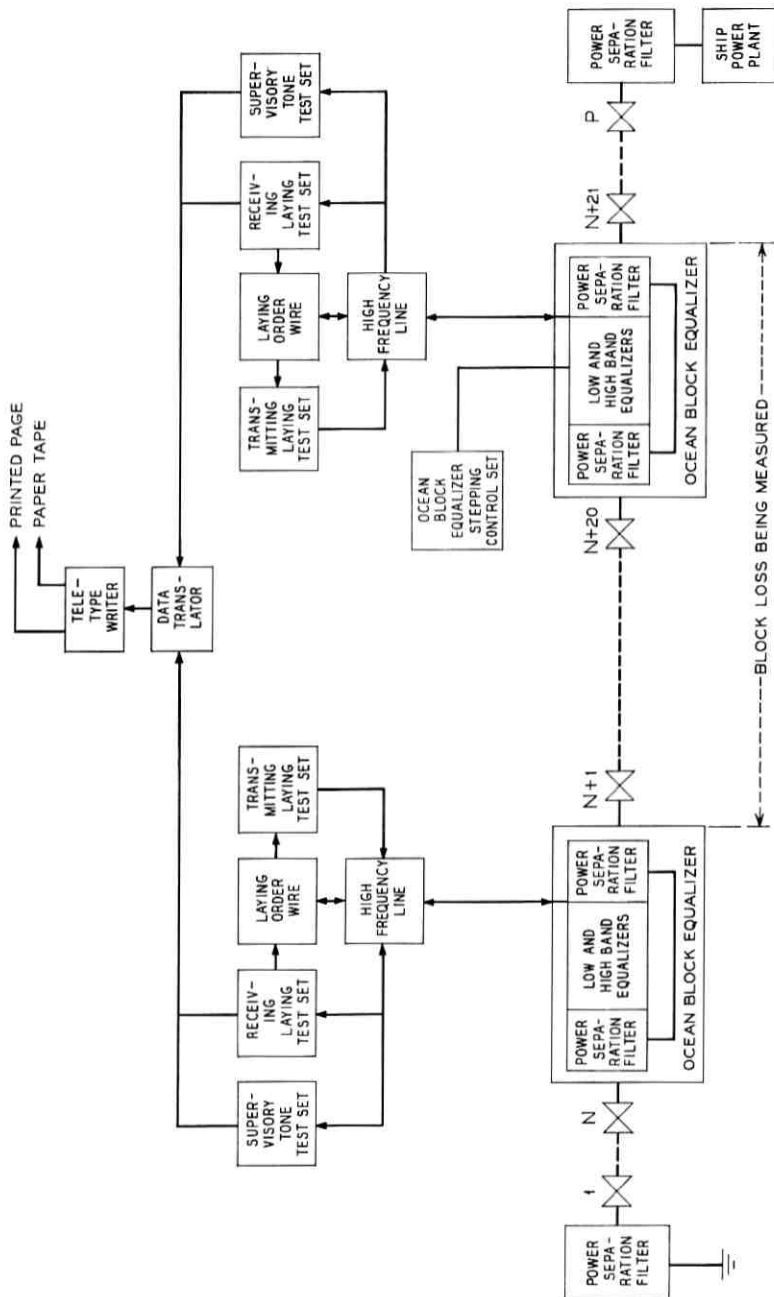 PRINTED PAGE
PAPER TAPE
TELE-
TYPE
WRITER
DATA
TRANS-
LATOR
SUPER-
VISORY
TONE
TEST SET
RECEIV-
ING
LAYING
TEST SET
LAYING
ORDER
WIRE
TRANS-
MITTING
LAYING
TEST SET
HIGH
FREQUENCY
LINE
TRANS-
MITTING
LAYING
TEST SET
LAYING
ORDER
WIRE
RECEIV-
ING
LAYING
TEST SET
SUPER-
VISORY
TONE
TEST SET
HIGH
FREQUENCY
LINE
OCEAN
BLOCK
EQUALIZER
STEPPING
CONTROL SET
POWER
SEPA-
RATION
FILTER
1
N
POWER
SEPA-
RATION
FILTER
LOW AND
HIGH BAND
EQUALIZERS
POWER
SEPA-
RATION
FILTER
OCEAN BLOCK EQUALIZER
N+1
N+20
POWER
SEPA-
RATION
FILTER
LOW AND
HIGH BAND
EQUALIZERS
POWER
SEPA-
RATION
FILTER
OCEAN BLOCK EQUALIZER
N+21
P
POWER
SEPA-
RATION
FILTER
SHIP
POWER
PLANT
BLOCK LOSS BEING MEASURED